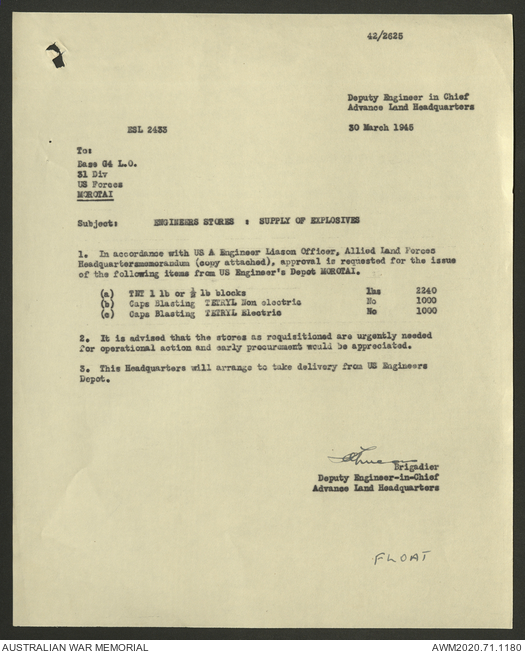 42/2625
Deputy Engineer in Chief
Advance Land Headquarters
ESL 2433
30 March 1945
To:
Base G4 L.O.
31 Div
US Forces
MOROTAI
Subject: ENGINEERS STORES : SUPPLY OF EXPLOSIVES
1. In accordance with US A Engineer Liason Officer, Allied Land Forces
Headquartersmemorandum (copy attached), approval is requested for the issue
of the following items from US Engineer's Depot MOROTAI.
(a) TNT 1 lb or ½ lb blocks Lbs 2240
(b) Caps Blasting TETRYL Non electric No 1000
(c) Caps Blasting TETRYL Electric No 1000
2. It is advised that the stores as requisitioned are urgently needed
for operational action and early procurement would be appreciated.
3. This Headquarters will arrange to take delivery from US Engineers
Depot.
Brigadier
Deputy Engineer-in-Chief
Advance Land Headquarters
FLOAT
AUSTRALIAN WAR MEMORIAL
AWM2020.71.1180